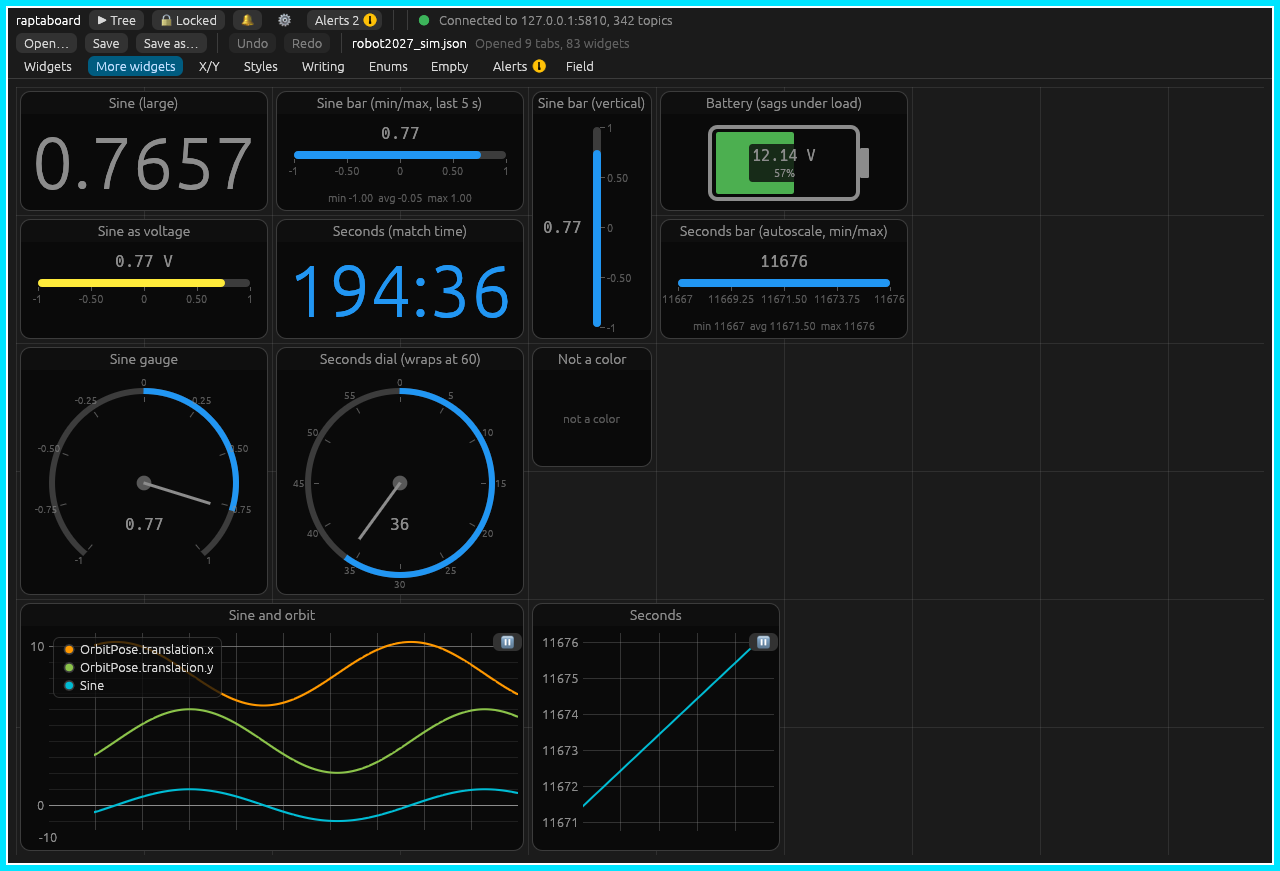 raptaboard ▶ Tree 🔒 Locked 🔔 ⚙ Alerts 2 Connected to 127.0.0.1:5810, 342 topics
Open… Save Save as… Undo Redo robot2027_sim.json Opened 9 tabs, 83 widgets
Widgets More widgets X/Y Styles Writing Enums Empty Alerts Field
Sine (large)
0.7657
Sine bar (min/max, last 5 s)
0.77
-1 -0.50 0 0.50 1
min -1.00 avg -0.05 max 1.00
Sine bar (vertical)
1
0.50
0.77 0
-0.50
-1
Battery (sags under load)
12.14 V
57%
Sine as voltage
0.77 V
-1 -0.50 0 0.50 1
Seconds (match time)
194:36
Seconds bar (autoscale, min/max)
11676
11667 11669.25 11671.50 11673.75 11676
min 11667 avg 11671.50 max 11676
Sine gauge
0
-0.25 0.25
-0.50 0.50
-0.75 0.75
0.77
-1 1
Seconds dial (wraps at 60)
0
55 5
50 10
45 15
40 20
36
35 25
30
Not a color
not a color
Sine and orbit
10
OrbitPose.translation.x
OrbitPose.translation.y
Sine
0
-10
Seconds
11676
11675
11674
11673
11672
11671